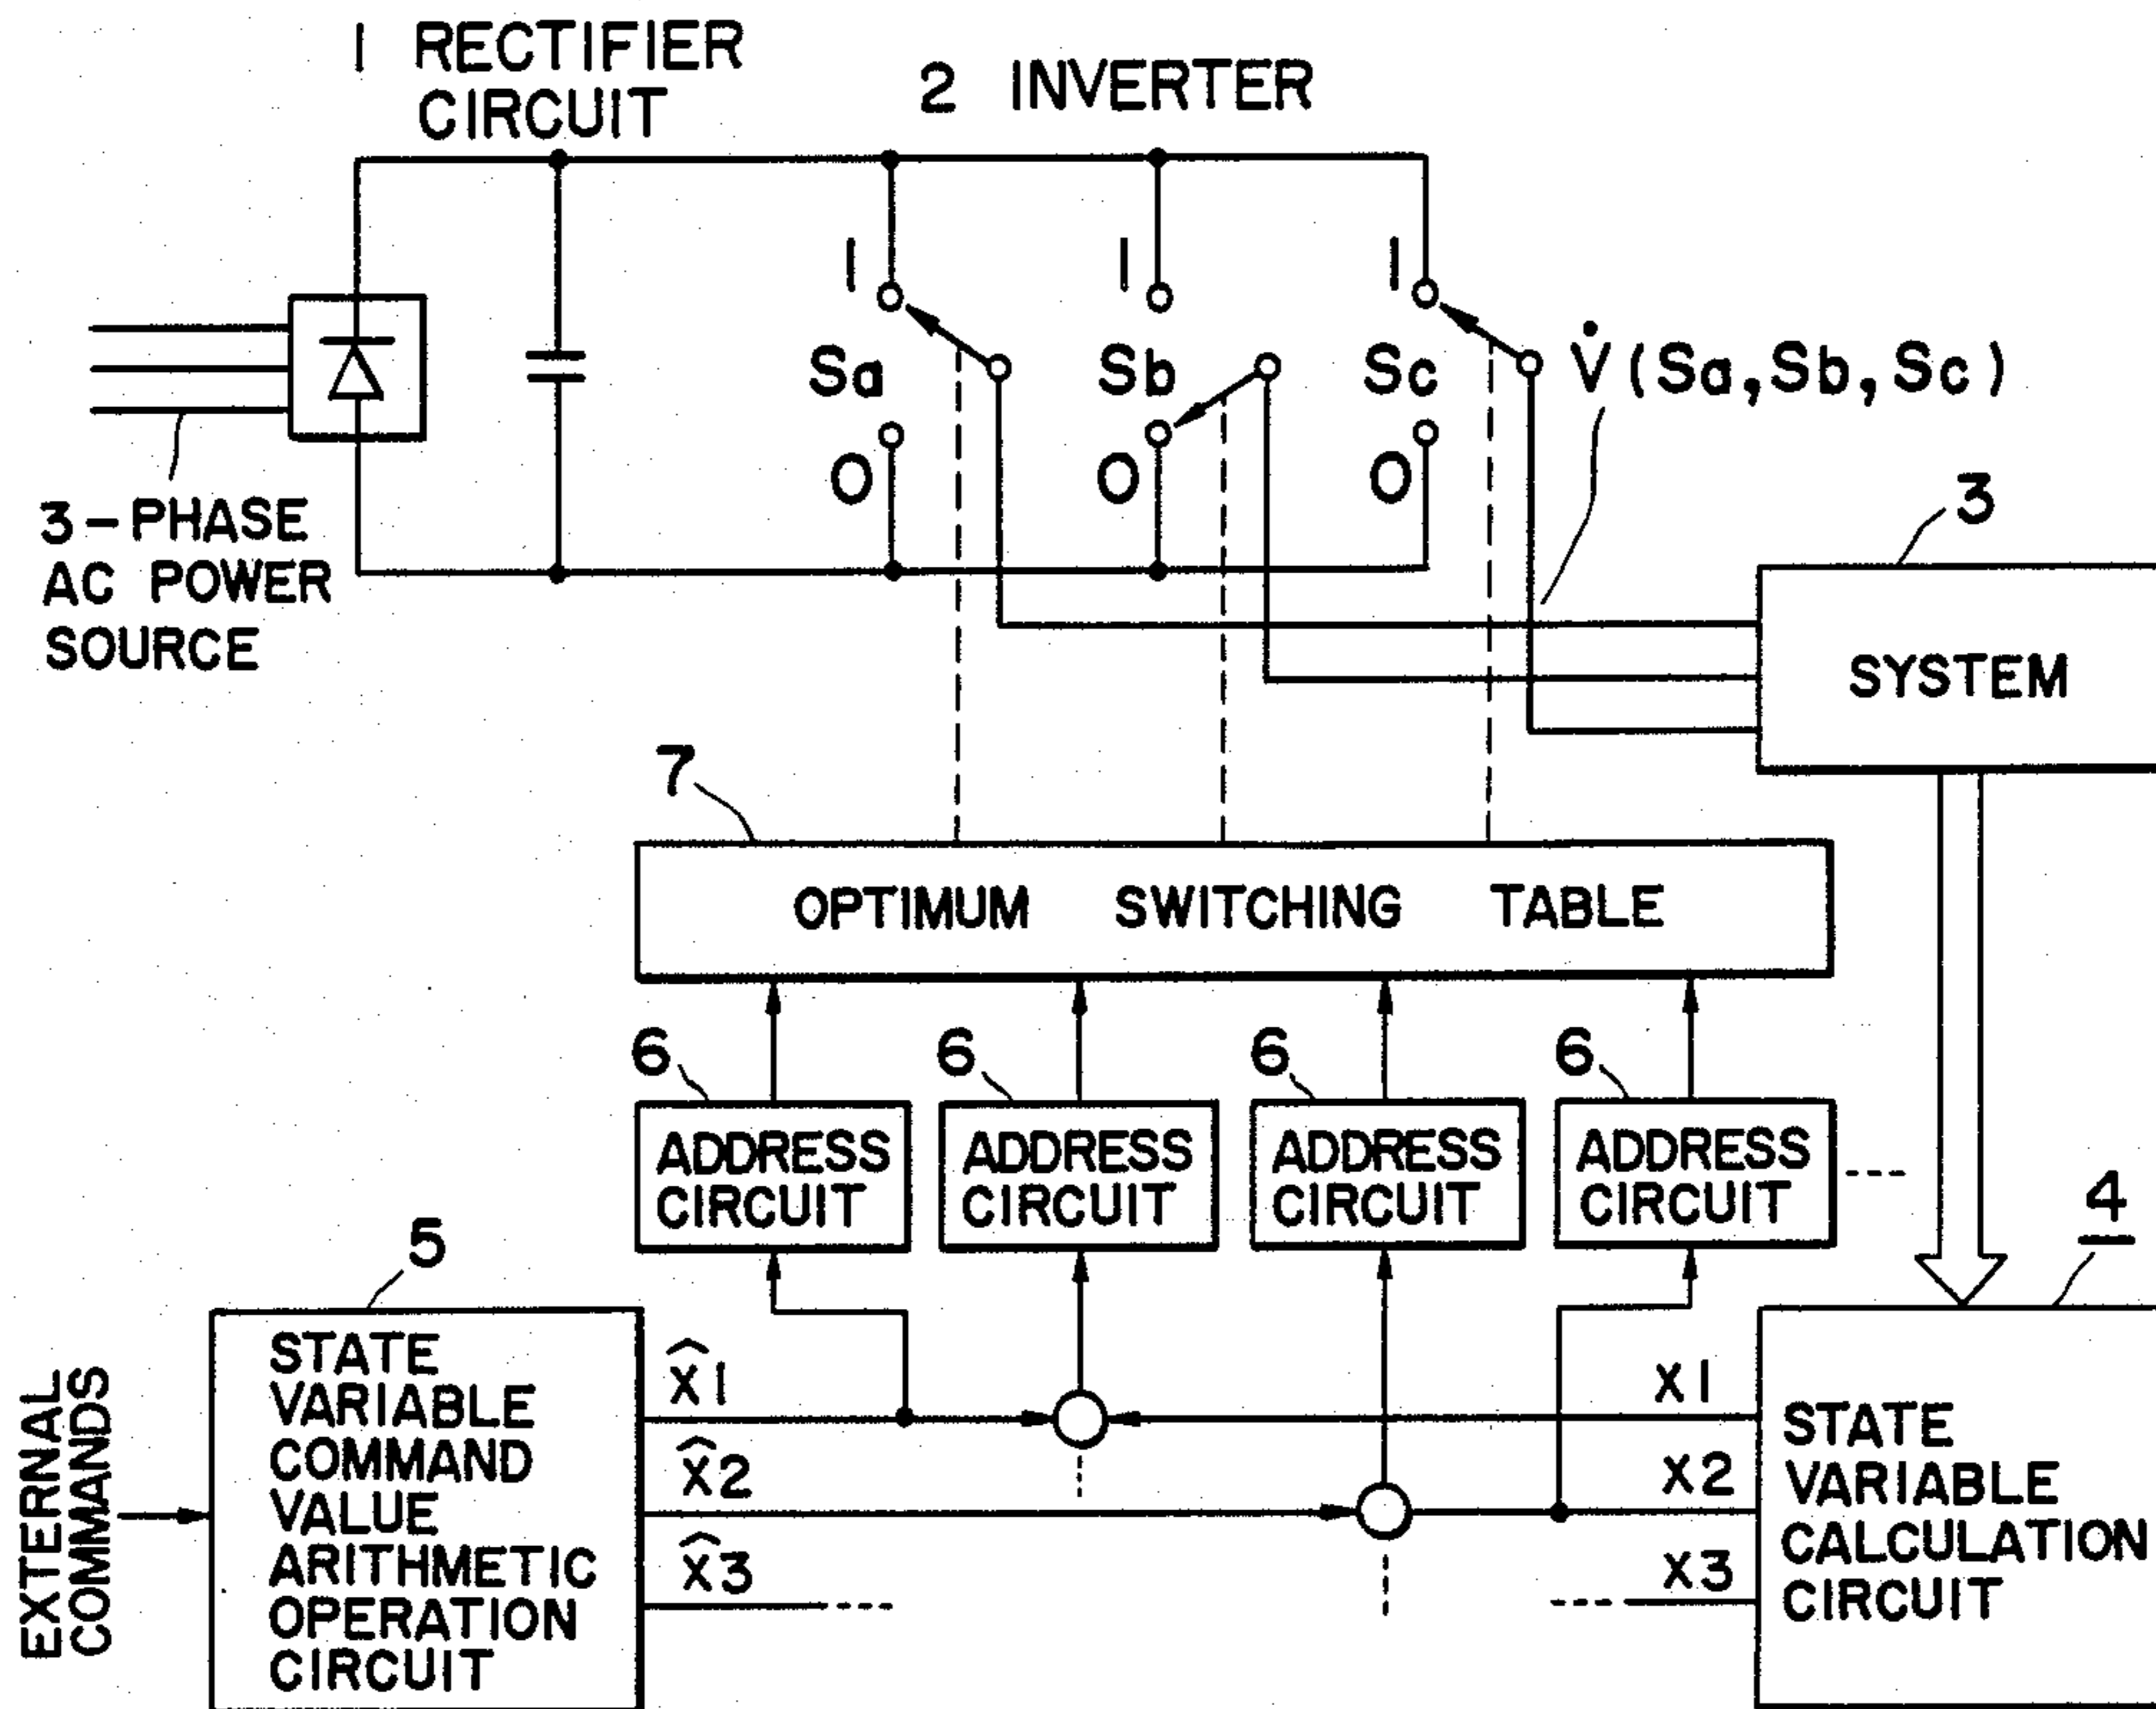 1 RECTIFIER
CIRCUIT
2 INVERTER
1
1
1
Sa
Sb
Sc
V̇(Sa,Sb,Sc)
0
0
0
3-PHASE
AC POWER
SOURCE
3
SYSTEM
7
OPTIMUM SWITCHING TABLE
6
6
6
6
ADDRESS
CIRCUIT
ADDRESS
CIRCUIT
ADDRESS
CIRCUIT
ADDRESS
CIRCUIT
5
4
EXTERNAL
COMMANDS
STATE
VARIABLE
COMMAND
VALUE
ARITHMETIC
OPERATION
CIRCUIT
x̂1
x̂2
x̂3
x1
x2
x3
STATE
VARIABLE
CALCULATION
CIRCUIT